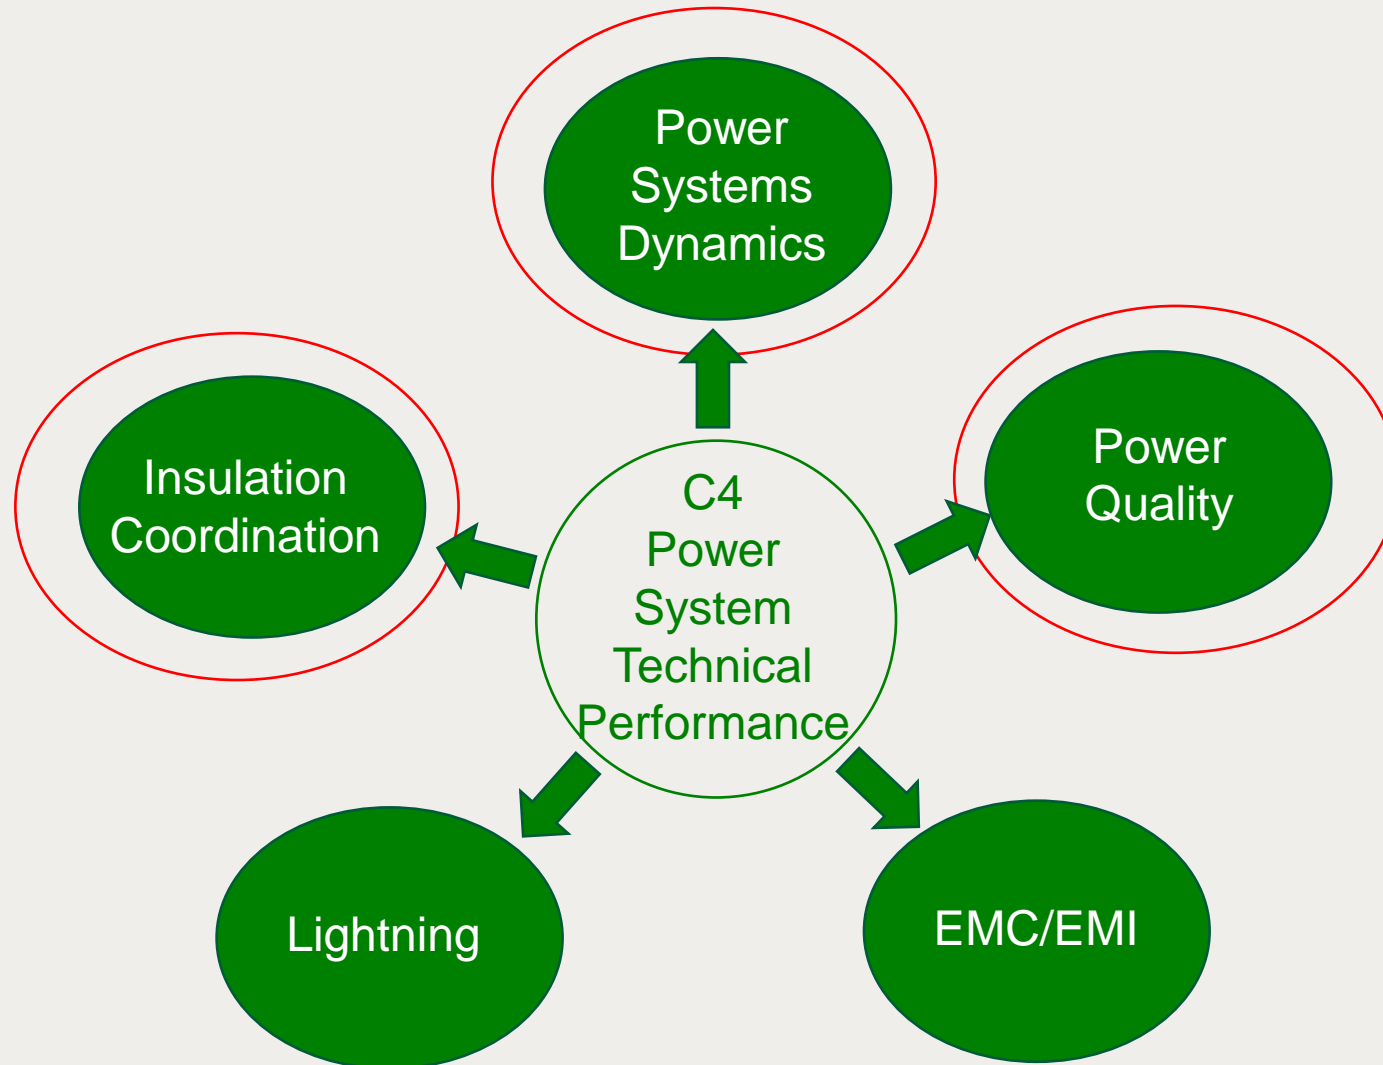 Power
Systems
Dynamics
Power
Quality
Insulation
Coordination
C4
Power
System
Technical
Performance
Lightning
EMC/EMI